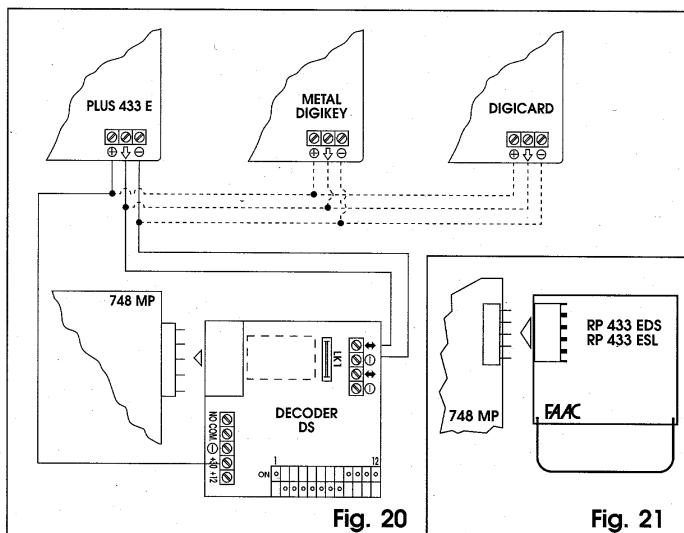 PLUS 433 E
METAL
DIGIKEY
DIGICARD
748 MP
LK1
DECODER
DS
NO COM
+30 +12
ON
1
12
Fig. 20
748 MP
RP 433 EDS
RP 433 ESL
FAAC
Fig. 21